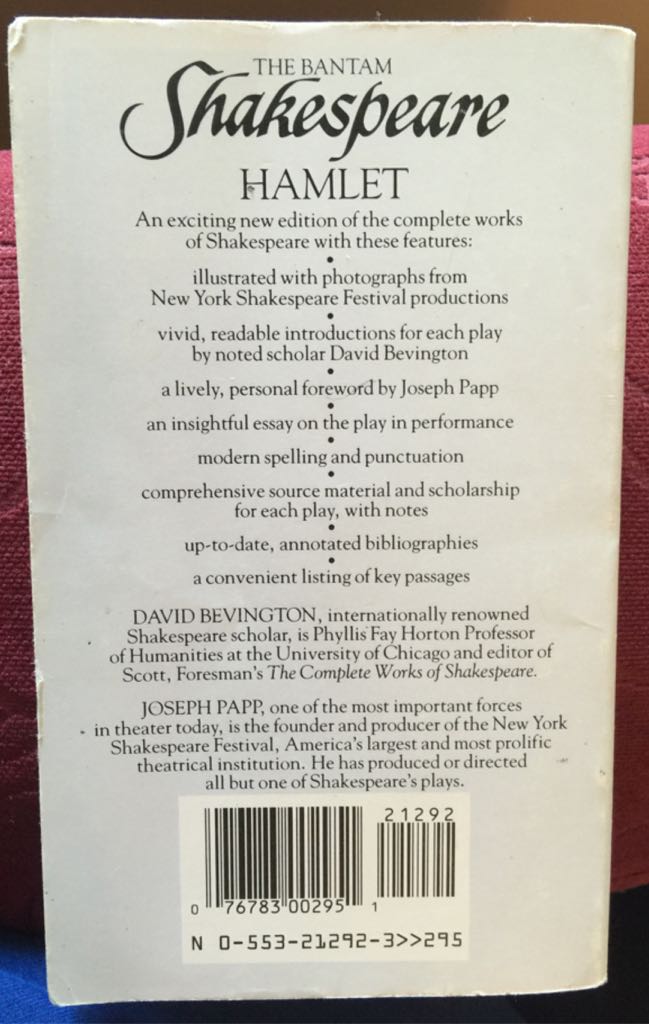 THE BANTAM
Shakespeare
HAMLET
An exciting new edition of the complete works
of Shakespeare with these features:
•
illustrated with photographs from
New York Shakespeare Festival productions
•
vivid, readable introductions for each play
by noted scholar David Bevington
•
a lively, personal foreword by Joseph Papp
•
an insightful essay on the play in performance
•
modern spelling and punctuation
•
comprehensive source material and scholarship
for each play, with notes
•
up-to-date, annotated bibliographies
•
a convenient listing of key passages
DAVID BEVINGTON, internationally renowned
Shakespeare scholar, is Phyllis Fay Horton Professor
of Humanities at the University of Chicago and editor of
Scott, Foresman's The Complete Works of Shakespeare.
JOSEPH PAPP, one of the most important forces
in theater today, is the founder and producer of the New York
Shakespeare Festival, America's largest and most prolific
theatrical institution. He has produced or directed
all but one of Shakespeare's plays.
21292
0 76783 00295 1
N 0-553-21292-3>>295